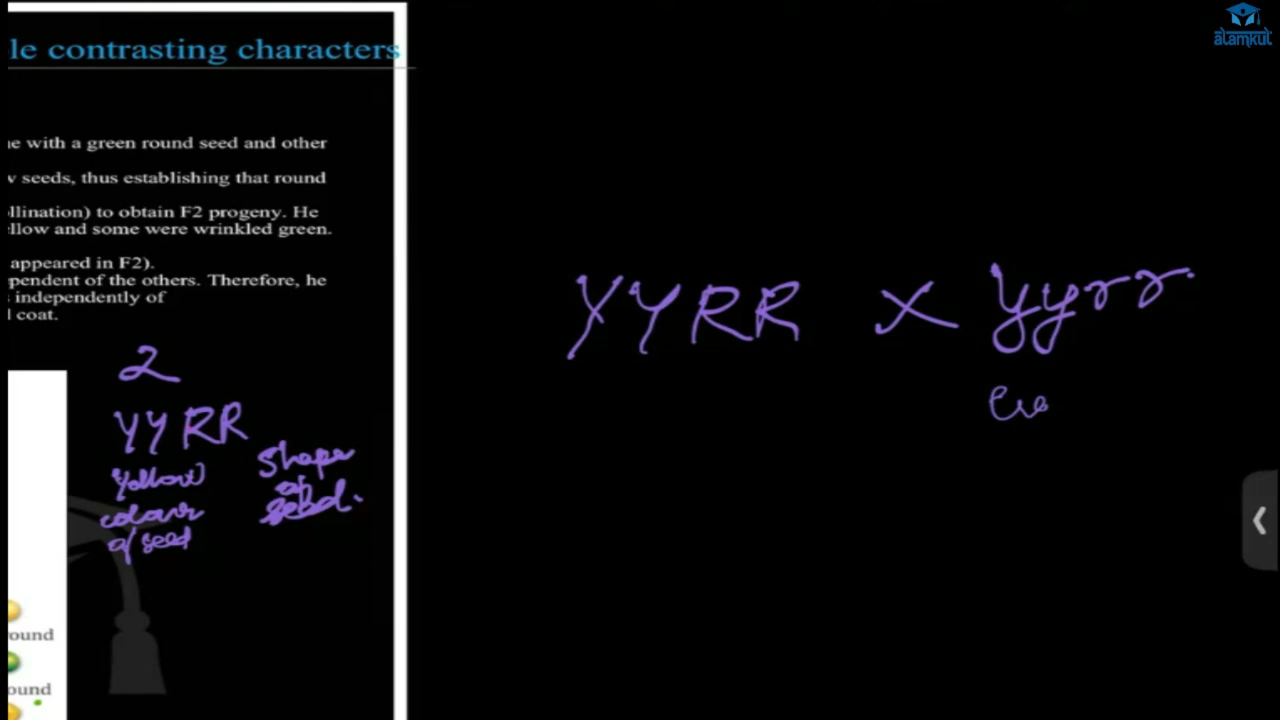 le contrasting characters
alamkul
e with a green round seed and other
seeds, thus establishing that round
llination) to obtain F2 progeny. He
ellow and some were wrinkled green.
appeared in F2).
pendent of the others. Therefore, he
independently of
coat.
2
YYRR
Yellow
colour
of seed
Shape
of
seed.
YYRR X yyrr.
ound
ound